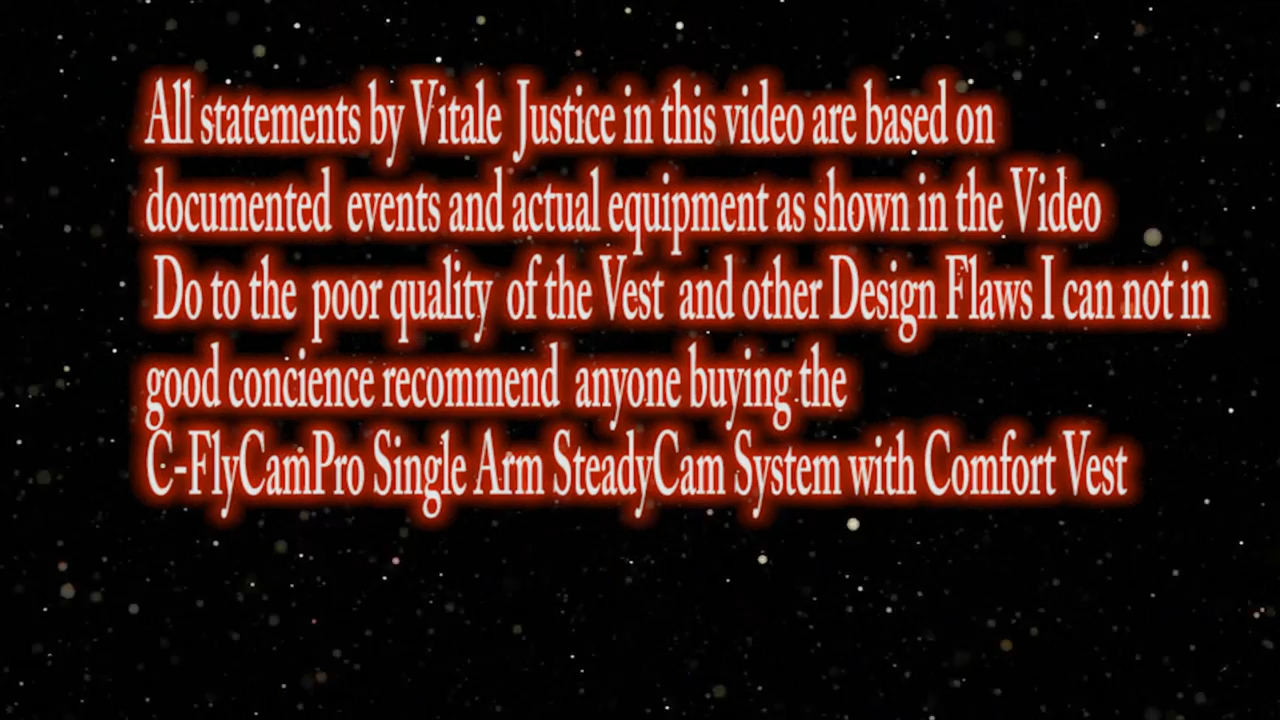 All statements by Vitale Justice in this video are based on
documented events and actual equipment as shown in the Video
Do to the poor quality of the Vest and other Design Flaws I can not in
good concience recommend anyone buying the
C-FlyCamPro Single Arm SteadyCam System with Comfort Vest